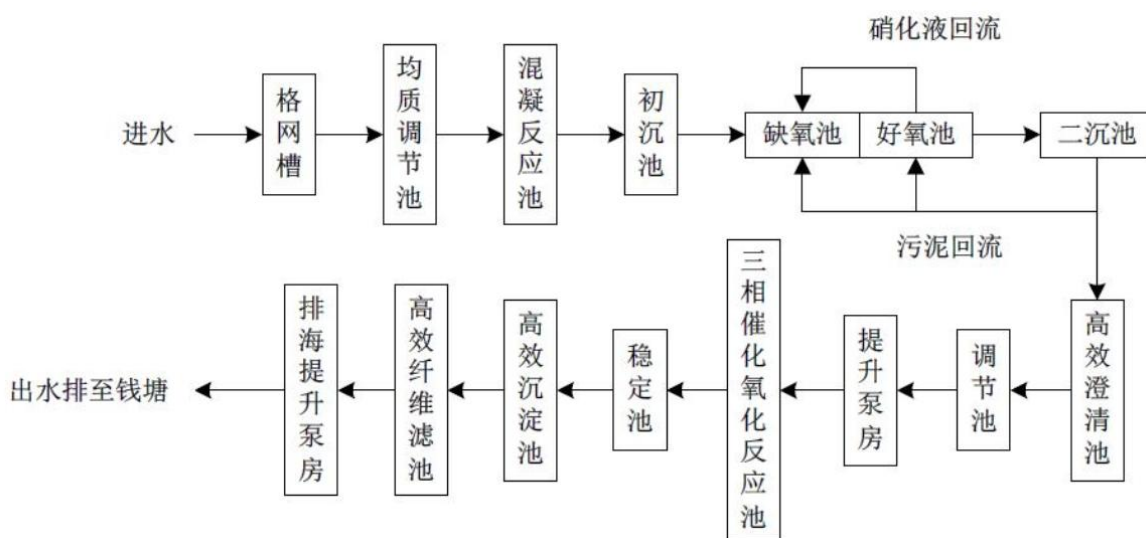 硝化液回流
进水
格网槽
均质调节池
混凝反应池
初沉池
缺氧池
好氧池
二沉池
污泥回流
出水排至钱塘
排海提升泵房
高效纤维滤池
高效沉淀池
稳定池
三相催化氧化反应池
提升泵房
调节池
高效澄清池